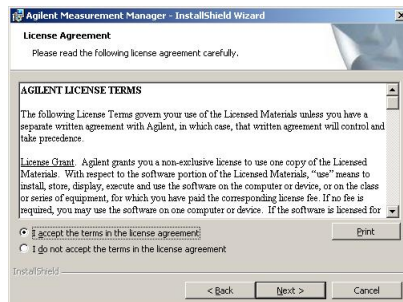 Agilent Measurement Manager - InstallShield Wizard
License Agreement
Please read the following license agreement carefully.
AGILENT LICENSE TERMS
The following License Terms govern your use of the Licensed Materials unless you have a
separate written agreement with Agilent, in which case, that written agreement will control and
take precedence.
License Grant. Agilent grants you a non-exclusive license to use one copy of the Licensed
Materials. With respect to the software portion of the Licensed Materials, “use” means to
install, store, display, execute and use the software on the computer or device, or on the class
or series of equipment, for which you have paid the corresponding license fee. If no fee is
required, you may use the software on one computer or device. If the software is licensed for
I accept the terms in the license agreement
Print
I do not accept the terms in the license agreement
InstallShield
< Back
Next >
Cancel